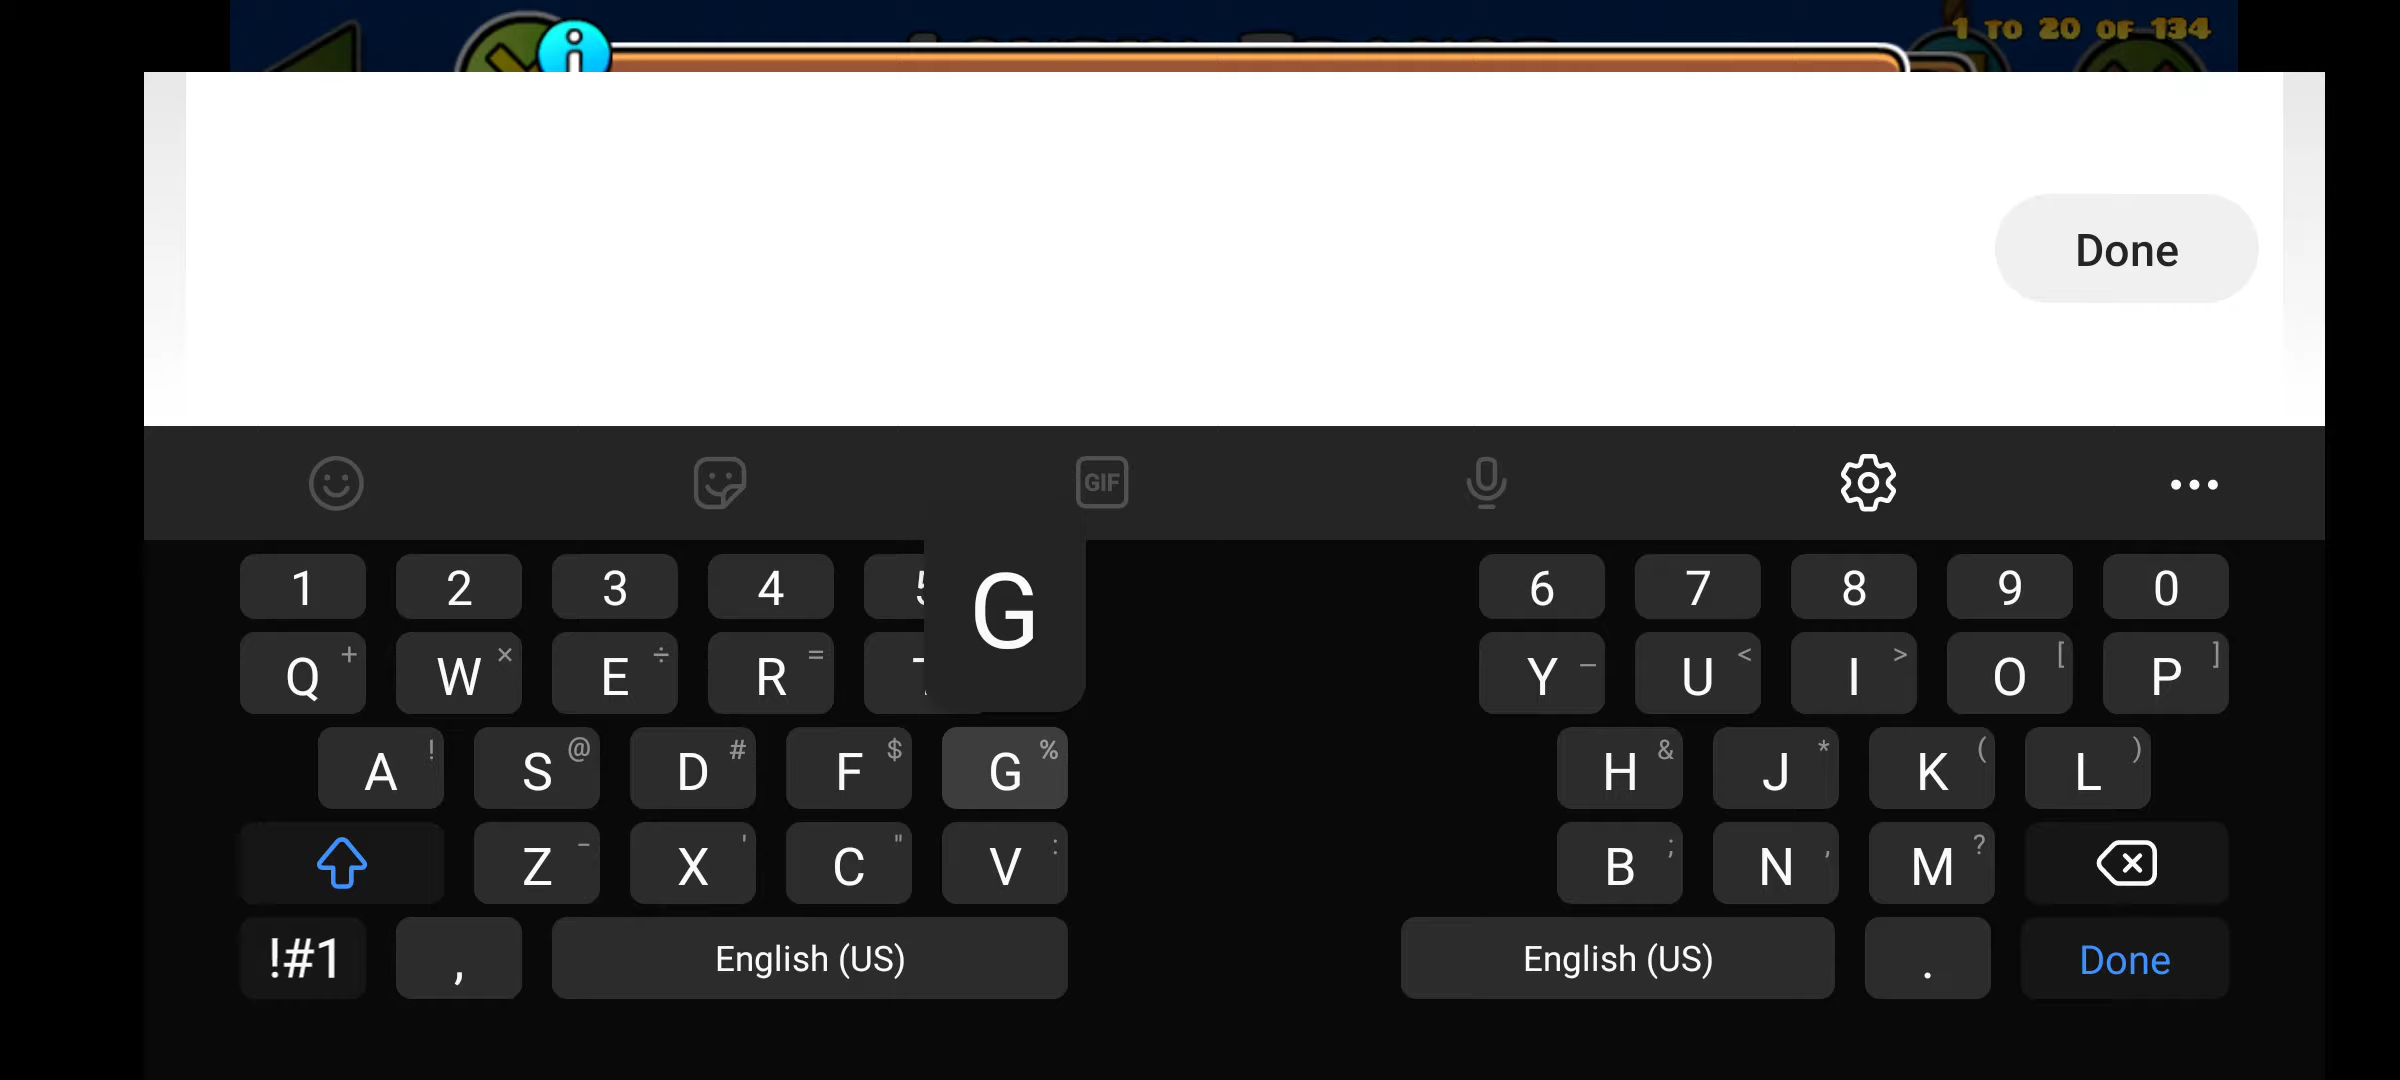 1 TO 20 OF 134
Done
GIF
1 2 3 4 6 7 8 9 0
Q + W × E ÷ R = Y _ U < I > O [ P ]
G
A ! S @ D # F $ G % H & J * K ( L )
Z - X ' C " V : B ; N , M ?
!#1 , English (US) English (US) . Done